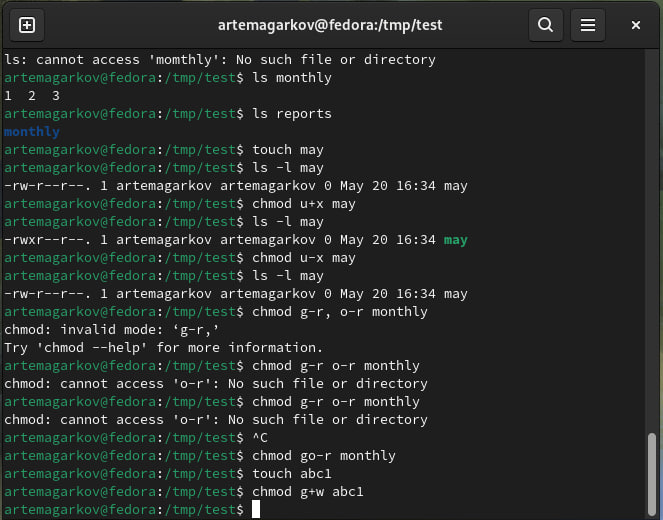 artemagarkov@fedora:/tmp/test
ls: cannot access 'momthly': No such file or directory
artemagarkov@fedora:/tmp/test$ ls monthly
1  2  3
artemagarkov@fedora:/tmp/test$ ls reports
monthly
artemagarkov@fedora:/tmp/test$ touch may
artemagarkov@fedora:/tmp/test$ ls -l may
-rw-r--r--. 1 artemagarkov artemagarkov 0 May 20 16:34 may
artemagarkov@fedora:/tmp/test$ chmod u+x may
artemagarkov@fedora:/tmp/test$ ls -l may
-rwxr--r--. 1 artemagarkov artemagarkov 0 May 20 16:34 may
artemagarkov@fedora:/tmp/test$ chmod u-x may
artemagarkov@fedora:/tmp/test$ ls -l may
-rw-r--r--. 1 artemagarkov artemagarkov 0 May 20 16:34 may
artemagarkov@fedora:/tmp/test$ chmod g-r, o-r monthly
chmod: invalid mode: ‘g-r,’
Try 'chmod --help' for more information.
artemagarkov@fedora:/tmp/test$ chmod g-r o-r monthly
chmod: cannot access 'o-r': No such file or directory
artemagarkov@fedora:/tmp/test$ chmod g-r o-r monthly
chmod: cannot access 'o-r': No such file or directory
artemagarkov@fedora:/tmp/test$ ^C
artemagarkov@fedora:/tmp/test$ chmod go-r monthly
artemagarkov@fedora:/tmp/test$ touch abc1
artemagarkov@fedora:/tmp/test$ chmod g+w abc1
artemagarkov@fedora:/tmp/test$